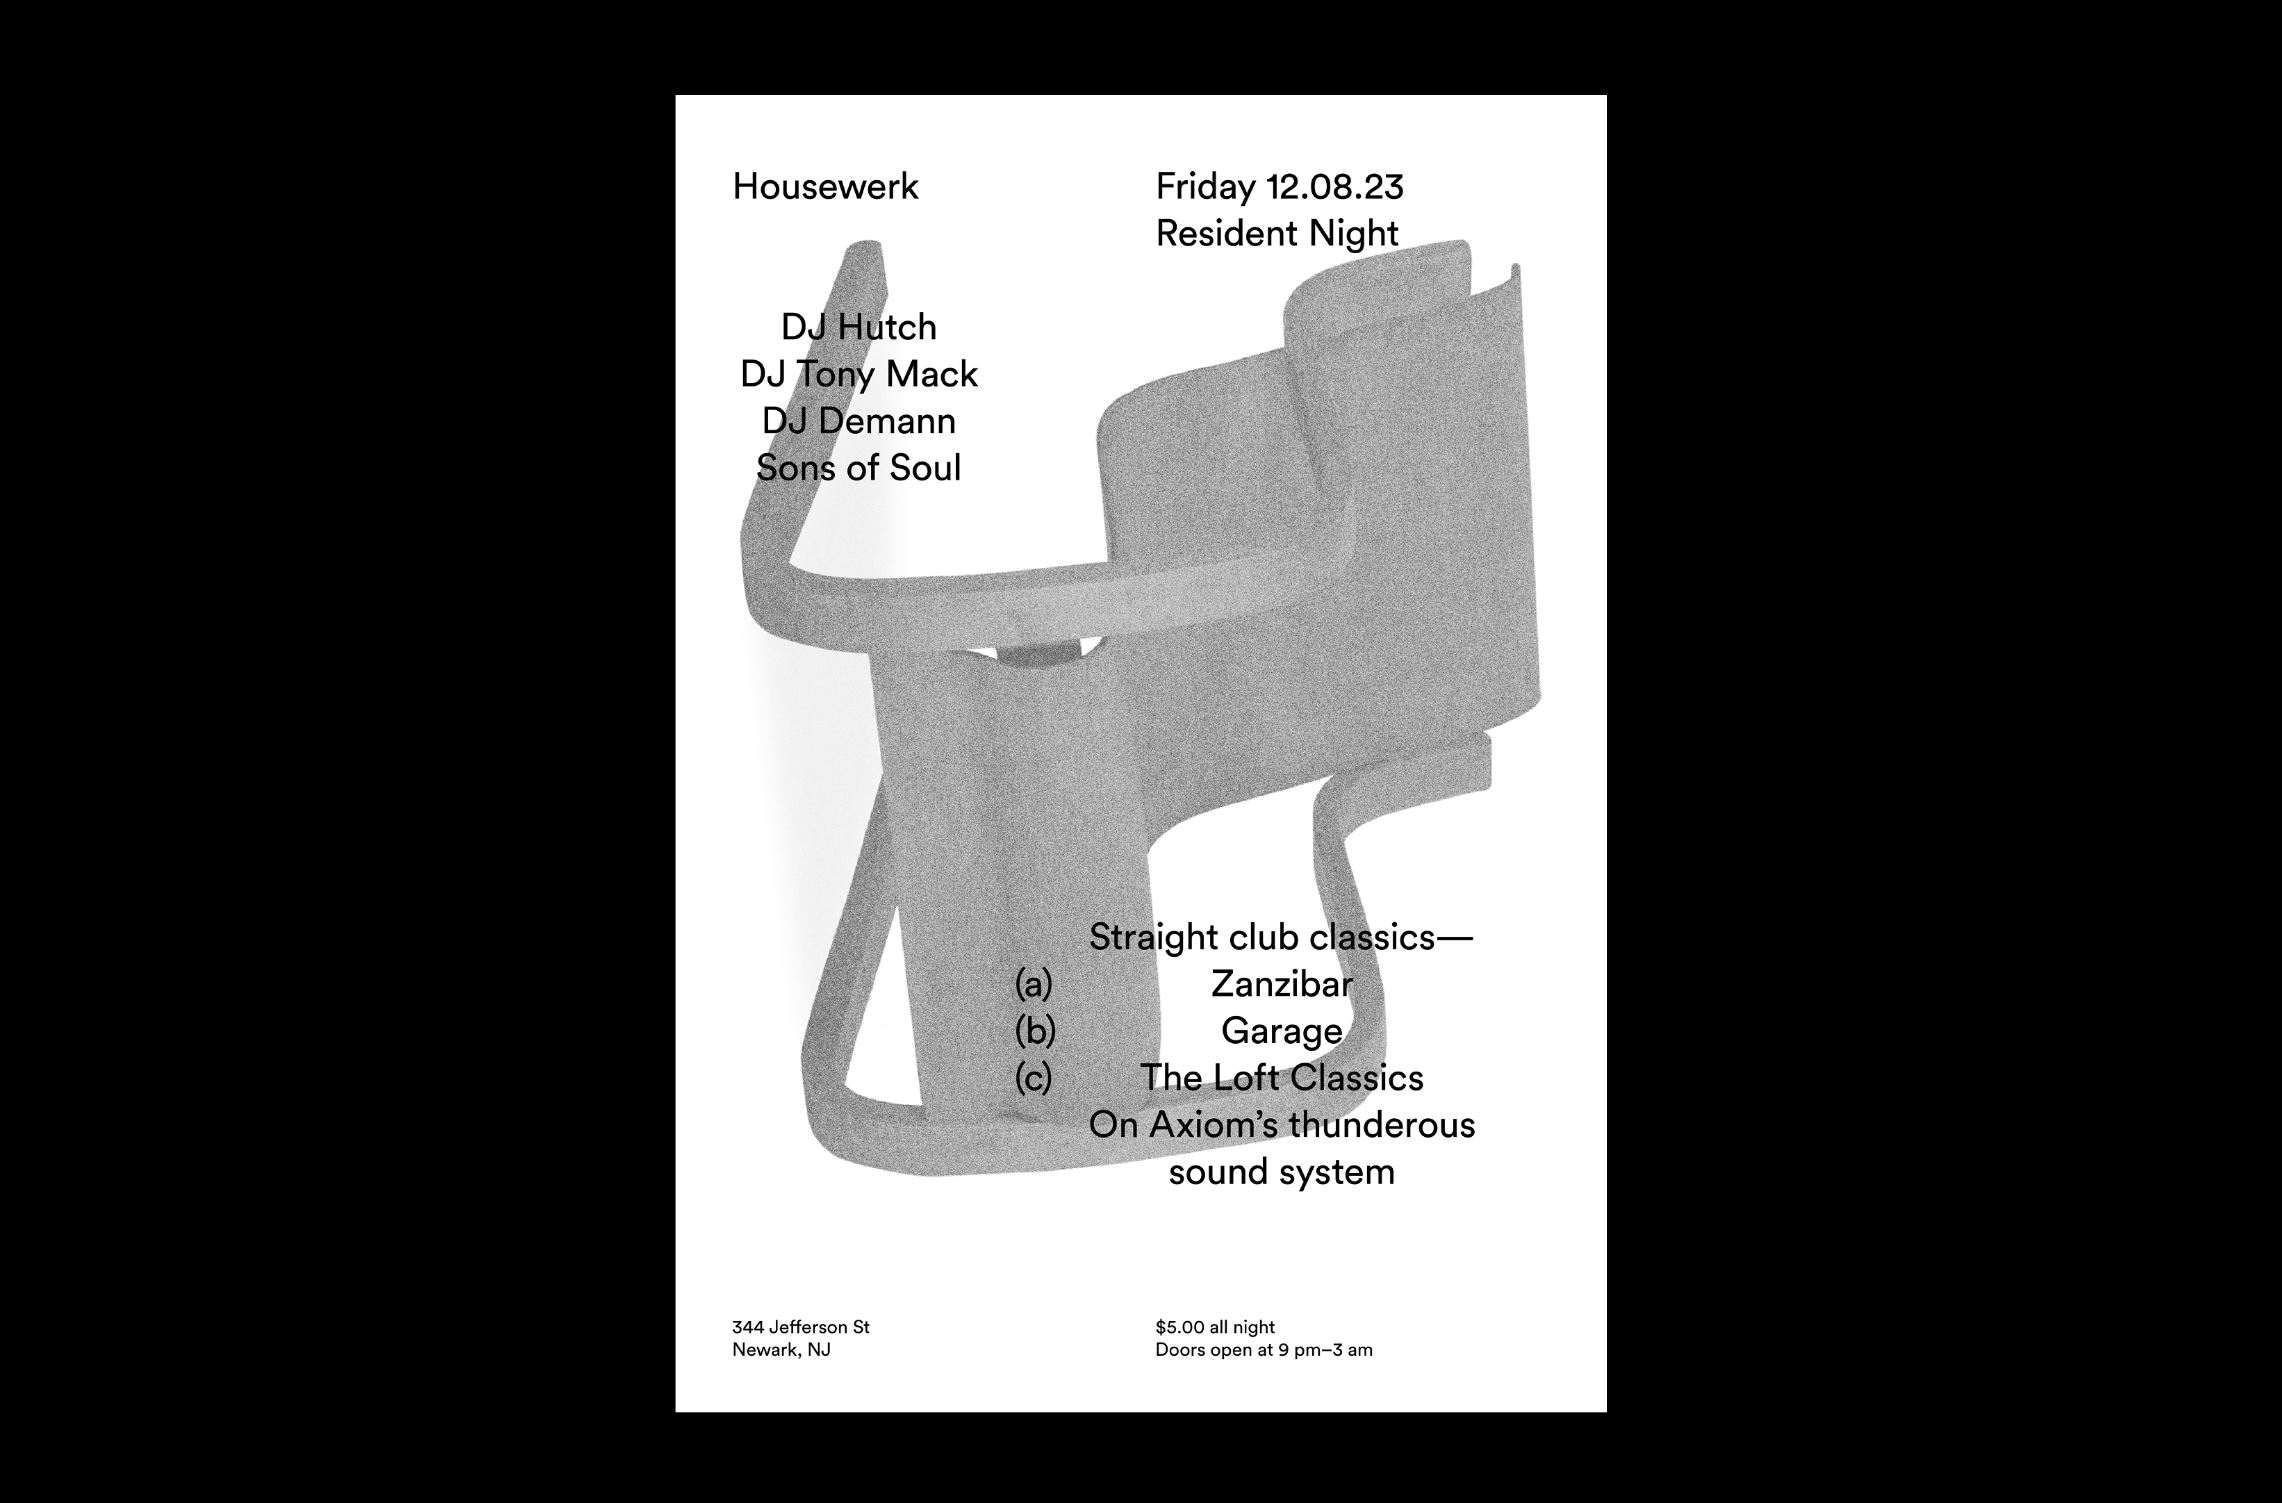 Housewerk
Friday 12.08.23
Resident Night
DJ Hutch
DJ Tony Mack
DJ Demann
Sons of Soul
Straight club classics—
(a) Zanzibar
(b) Garage
(c) The Loft Classics
On Axiom’s thunderous
sound system
344 Jefferson St
Newark, NJ
$5.00 all night
Doors open at 9 pm–3 am